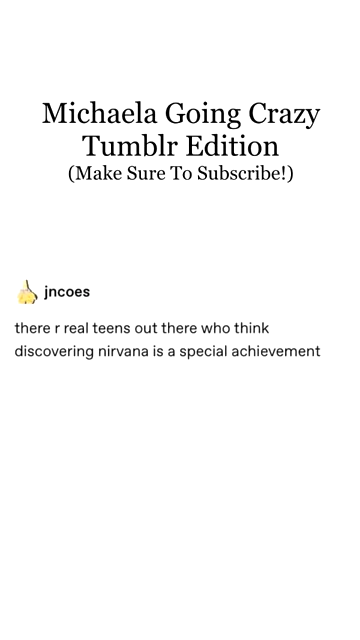 Michaela Going Crazy
Tumblr Edition
(Make Sure To Subscribe!)
jncoes
there r real teens out there who think
discovering nirvana is a special achievement